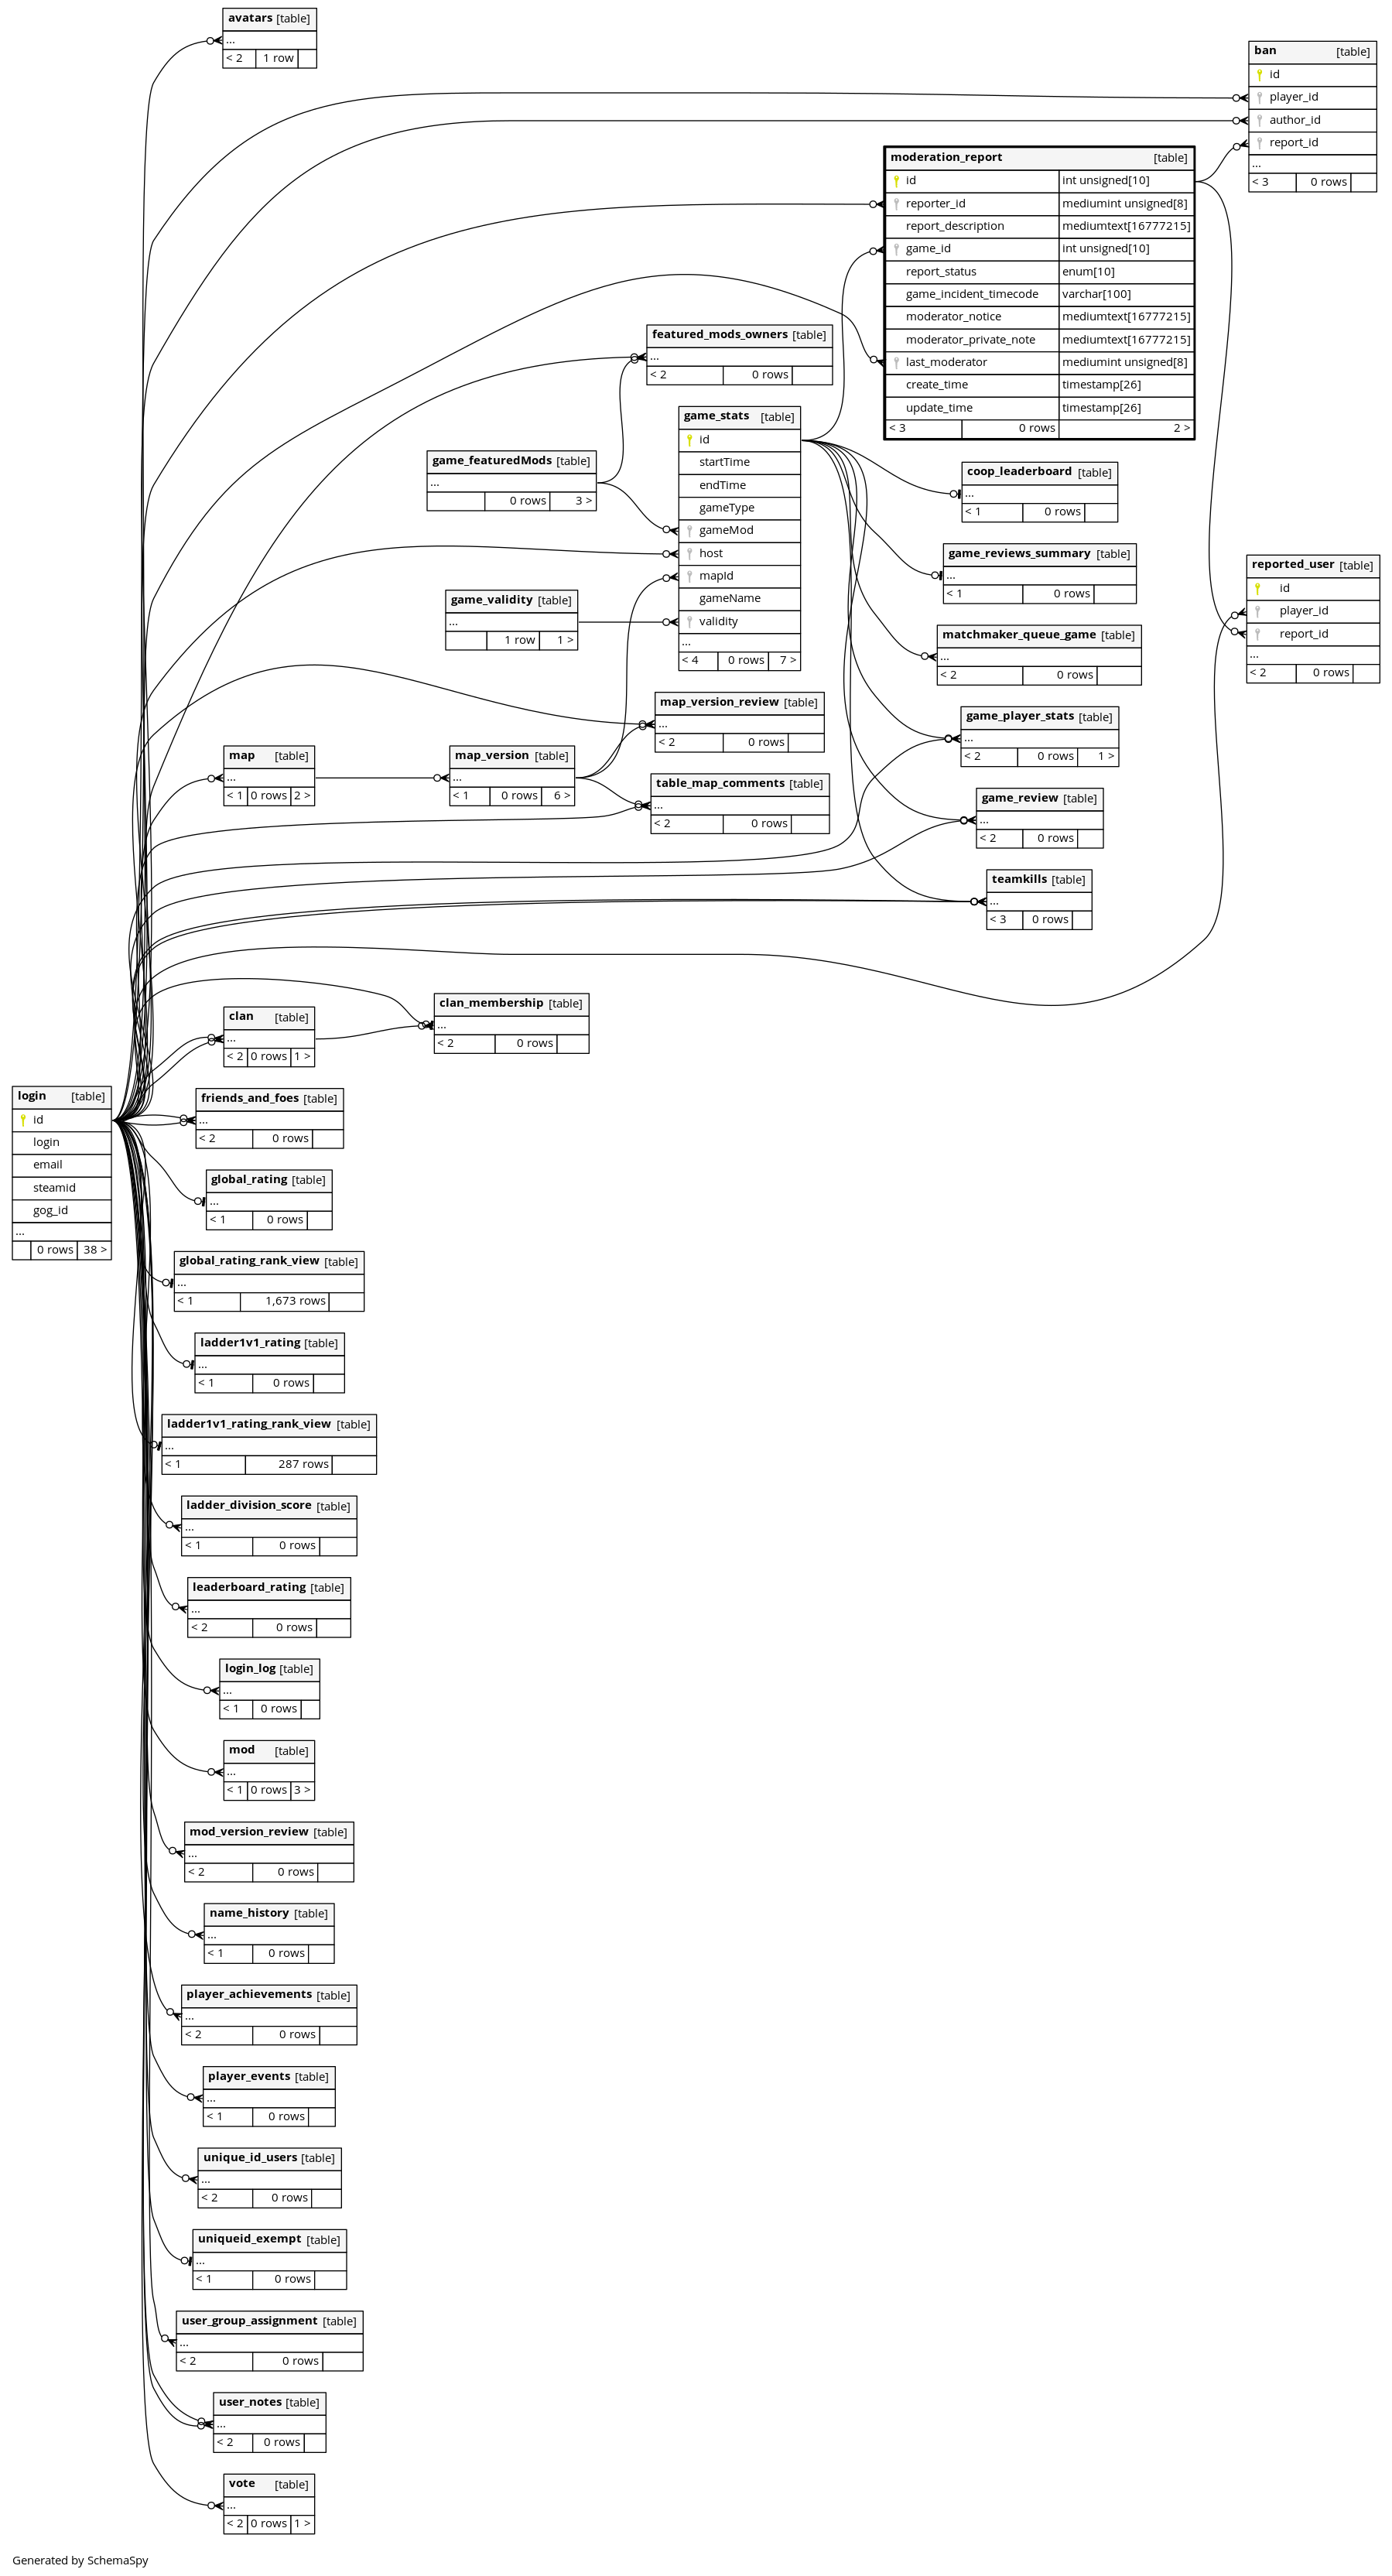 avatars [table]
...
< 2 1 row
ban [table]
id
player_id
author_id
report_id
...
< 3 0 rows
moderation_report [table]
id int unsigned[10]
reporter_id mediumint unsigned[8]
report_description mediumtext[16777215]
game_id int unsigned[10]
report_status enum[10]
game_incident_timecode varchar[100]
moderator_notice mediumtext[16777215]
moderator_private_note mediumtext[16777215]
last_moderator mediumint unsigned[8]
create_time timestamp[26]
update_time timestamp[26]
< 3 0 rows 2 >
featured_mods_owners [table]
...
< 2 0 rows
game_stats [table]
id
startTime
endTime
gameType
gameMod
host
mapId
gameName
validity
...
< 4 0 rows 7 >
game_featuredMods [table]
...
0 rows 3 >
coop_leaderboard [table]
...
< 1 0 rows
game_reviews_summary [table]
...
< 1 0 rows
reported_user [table]
id
player_id
report_id
...
< 2 0 rows
game_validity [table]
...
1 row 1 >
matchmaker_queue_game [table]
...
< 2 0 rows
map_version_review [table]
...
< 2 0 rows
game_player_stats [table]
...
< 2 0 rows 1 >
map [table]
...
< 1 0 rows 2 >
map_version [table]
...
< 1 0 rows 6 >
table_map_comments [table]
...
< 2 0 rows
game_review [table]
...
< 2 0 rows
teamkills [table]
...
< 3 0 rows
clan_membership [table]
...
< 2 0 rows
clan [table]
...
< 2 0 rows 1 >
login [table]
id
login
email
steamid
gog_id
...
0 rows 38 >
friends_and_foes [table]
...
< 2 0 rows
global_rating [table]
...
< 1 0 rows
global_rating_rank_view [table]
...
< 1 1,673 rows
ladder1v1_rating [table]
...
< 1 0 rows
ladder1v1_rating_rank_view [table]
...
< 1 287 rows
ladder_division_score [table]
...
< 1 0 rows
leaderboard_rating [table]
...
< 2 0 rows
login_log [table]
...
< 1 0 rows
mod [table]
...
< 1 0 rows 3 >
mod_version_review [table]
...
< 2 0 rows
name_history [table]
...
< 1 0 rows
player_achievements [table]
...
< 2 0 rows
player_events [table]
...
< 1 0 rows
unique_id_users [table]
...
< 2 0 rows
uniqueid_exempt [table]
...
< 1 0 rows
user_group_assignment [table]
...
< 2 0 rows
user_notes [table]
...
< 2 0 rows
vote [table]
...
< 2 0 rows 1 >
Generated by SchemaSpy